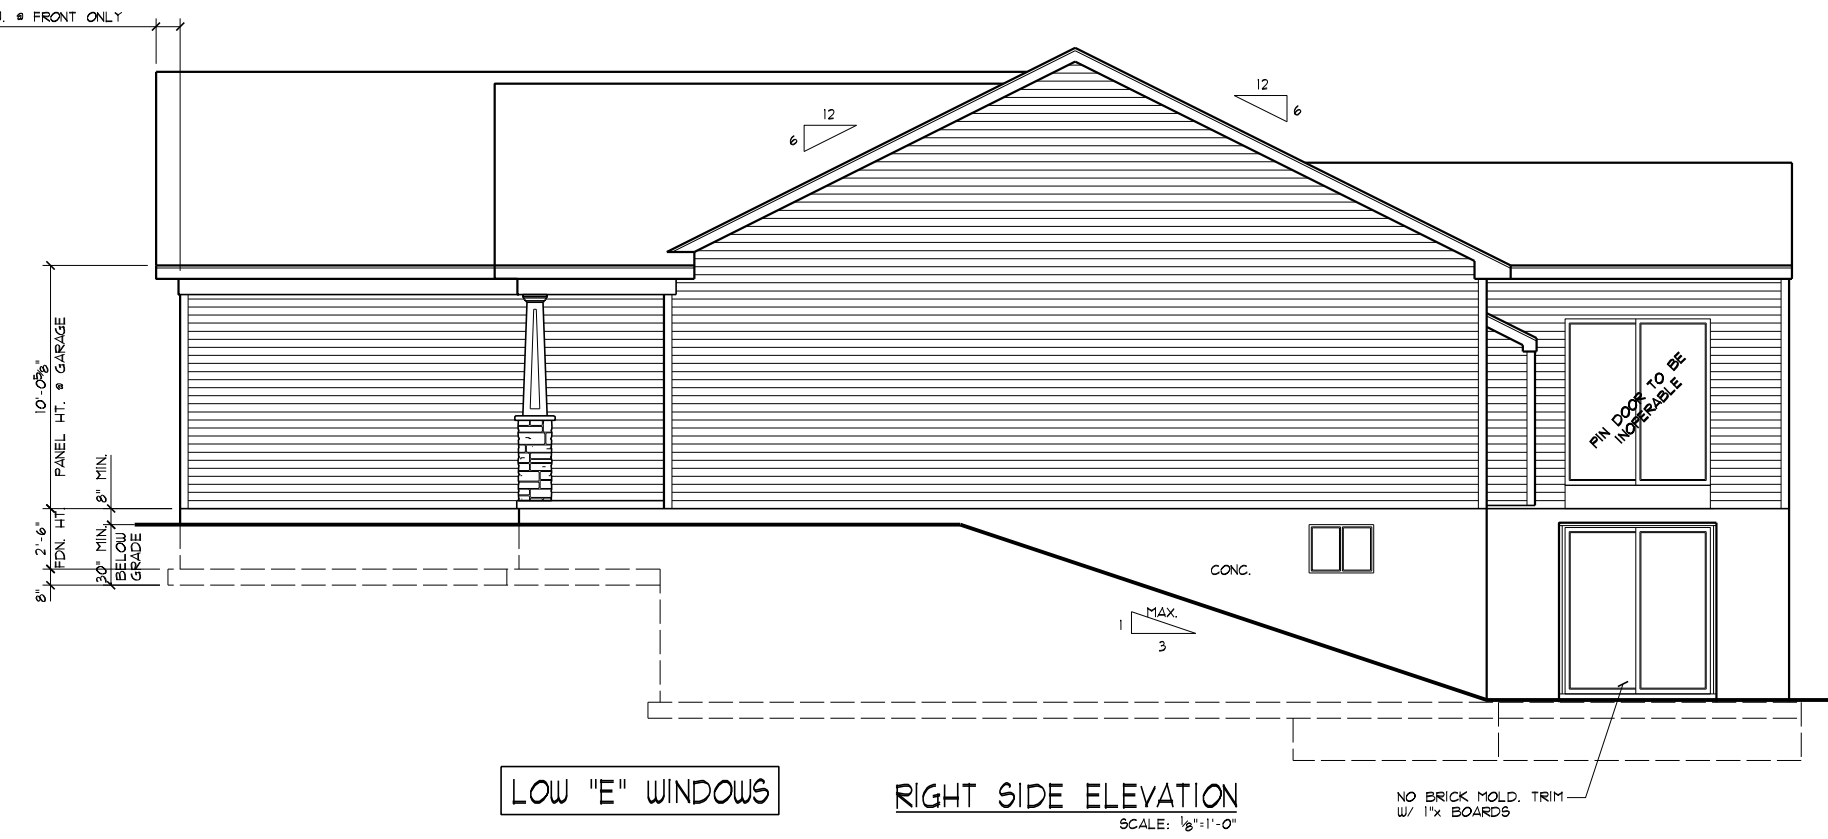 @ FRONT ONLY
12
6
12
6
10'-0⅝"
PANEL HT. @ GARAGE
8" MIN.
2'-6"
FDN. HT.
30" MIN.
BELOW
GRADE
8"
PIN DOOR TO BE
INOPERABLE
CONC.
MAX.
1
3
LOW "E" WINDOWS
RIGHT SIDE ELEVATION
SCALE: ⅛"=1'-0"
NO BRICK MOLD. TRIM
W/ 1"x BOARDS